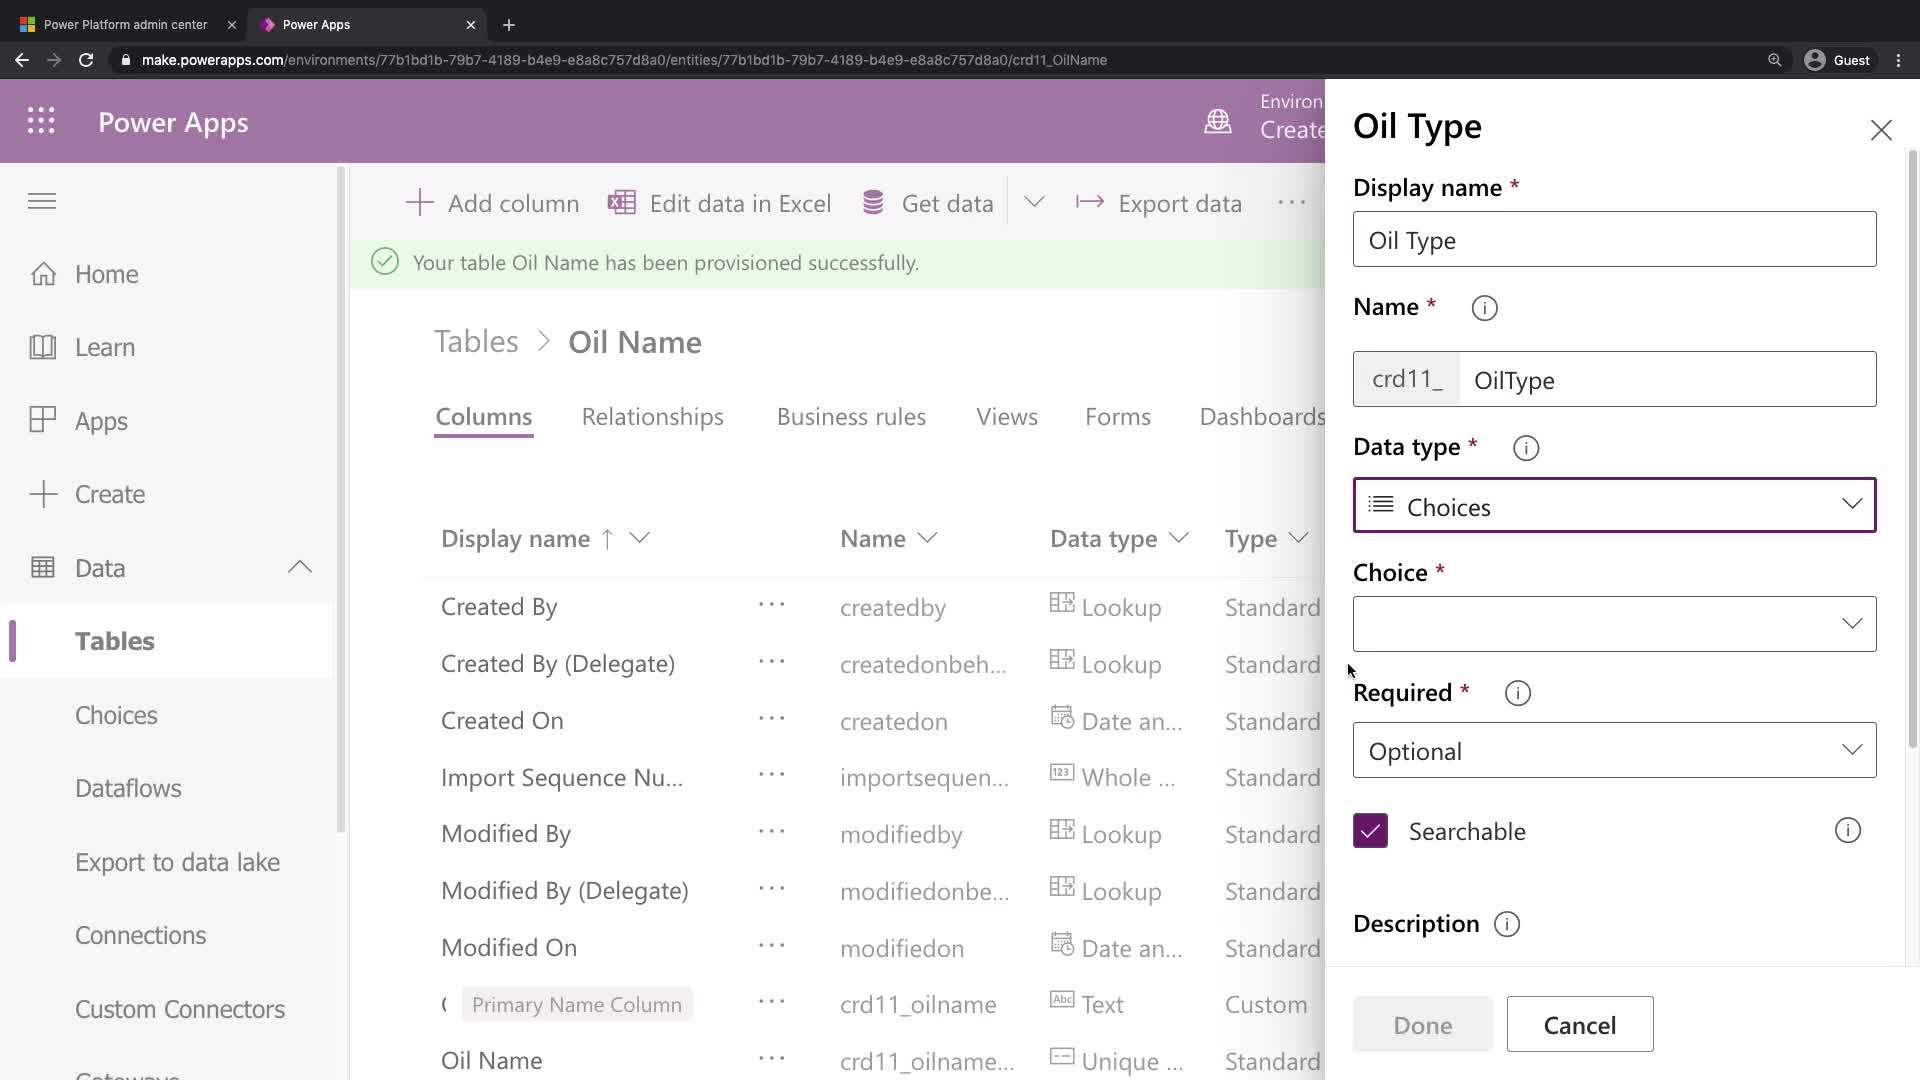 Power Platform admin center
Power Apps
make.powerapps.com/environments/77b1bd1b-79b7-4189-b4e9-e8a8c757d8a0/entities/77b1bd1b-79b7-4189-b4e9-e8a8c757d8a0/crd11_OilName
Guest
Power Apps
Environ
Create
Home
Learn
Apps
Create
Data
Tables
Choices
Dataflows
Export to data lake
Connections
Custom Connectors
Add column
Edit data in Excel
Get data
Export data
Your table Oil Name has been provisioned successfully.
Tables > Oil Name
Columns
Relationships
Business rules
Views
Forms
Dashboards
Display name ↑
Name
Data type
Type
Created By ··· createdby Lookup Standard
Created By (Delegate) ··· createdonbeh... Lookup Standard
Created On ··· createdon Date an... Standard
Import Sequence Nu... ··· importsequen... 123 Whole ... Standard
Modified By ··· modifiedby Lookup Standard
Modified By (Delegate) ··· modifiedonbe... Lookup Standard
Modified On ··· modifiedon Date an... Standard
Primary Name Column ··· crd11_oilname Abc Text Custom
Oil Name ··· crd11_oilname... Unique ... Standard
Oil Type
Display name *
Oil Type
Name *
crd11_ OilType
Data type *
Choices
Choice *
Required *
Optional
Searchable
Description
Done
Cancel